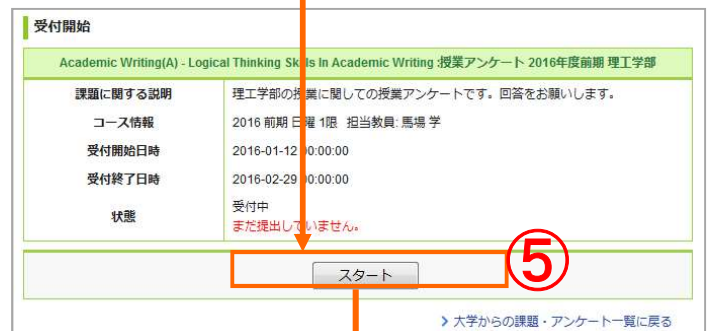 受付開始
Academic Writing(A) - Logical Thinking Skills In Academic Writing :授業アンケート 2016年度前期 理工学部
課題に関する説明 理工学部の授業に関しての授業アンケートです。回答をお願いします。
コース情報 2016 前期 日曜 1限 担当教員: 馬場 学
受付開始日時 2016-01-12 00:00:00
受付終了日時 2016-02-29 00:00:00
状態 受付中
まだ提出していません。
スタート
⑤
大学からの課題・アンケート一覧に戻る